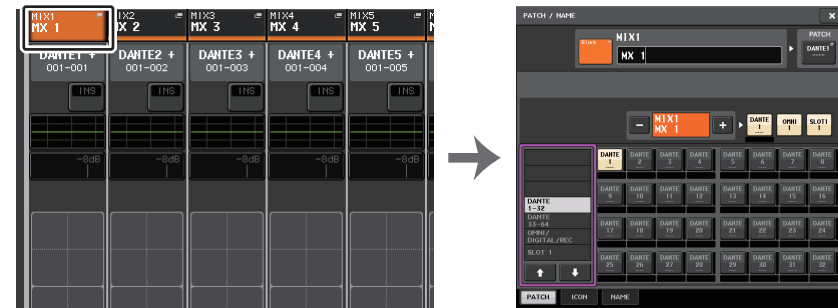 MIX1 MIX2 MIX3 MIX4 MIX5
MX 1 MX 2 MX 3 MX 4 MX 5
DANTE1 + DANTE2 + DANTE3 + DANTE4 + DANTE5 +
001-001 001-002 001-003 001-004 001-005
INS INS INS INS INS
-8dB -8dB -8dB -8dB -8dB
PATCH / NAME
Blank MIX1 PATCH
MX 1 DANTE1
MIX1
MX 1
- + DANTE 1 OMNI 1 SLOT1 1
DANTE 1 DANTE 2 DANTE 3 DANTE 4 DANTE 5 DANTE 6 DANTE 7 DANTE 8
DANTE 9 DANTE 10 DANTE 11 DANTE 12 DANTE 13 DANTE 14 DANTE 15 DANTE 16
DANTE 17 DANTE 18 DANTE 19 DANTE 20 DANTE 21 DANTE 22 DANTE 23 DANTE 24
DANTE 25 DANTE 26 DANTE 27 DANTE 28 DANTE 29 DANTE 30 DANTE 31 DANTE 32
DANTE
1-32
DANTE
33-64
OMNI/
DIGITAL/REC
SLOT 1
PATCH ICON NAME